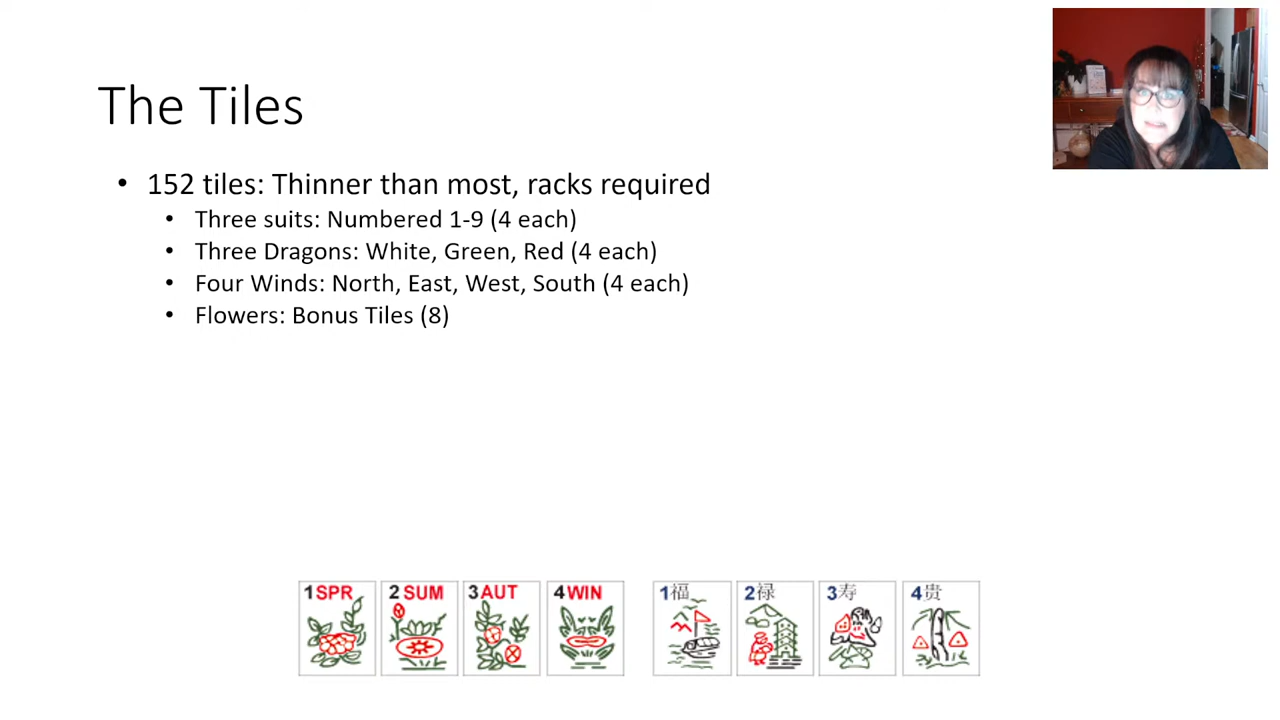 The Tiles
• 152 tiles: Thinner than most, racks required
• Three suits: Numbered 1-9 (4 each)
• Three Dragons: White, Green, Red (4 each)
• Four Winds: North, East, West, South (4 each)
• Flowers: Bonus Tiles (8)
1 SPR 2 SUM 3 AUT 4 WIN 1福 2禄 3寿 4贵